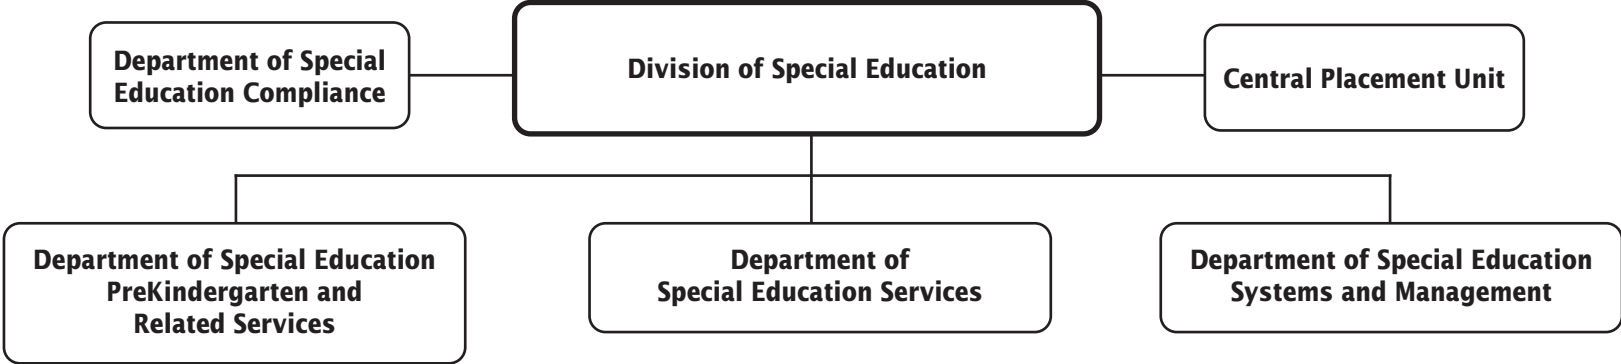 Department of Special
Education Compliance
Division of Special Education
Central Placement Unit
Department of Special Education
PreKindergarten and
Related Services
Department of
Special Education Services
Department of Special Education
Systems and Management